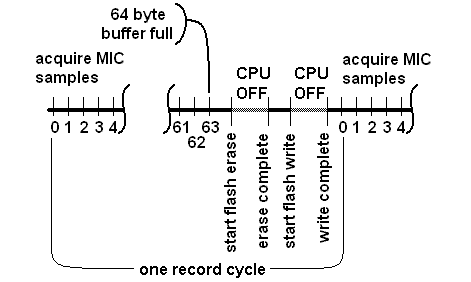 64 byte
buffer full
acquire MIC
samples
CPU
OFF
CPU
OFF
acquire MIC
samples
0 1 2 3 4
61 62 63
0 1 2 3 4
start flash erase
erase complete
start flash write
write complete
one record cycle